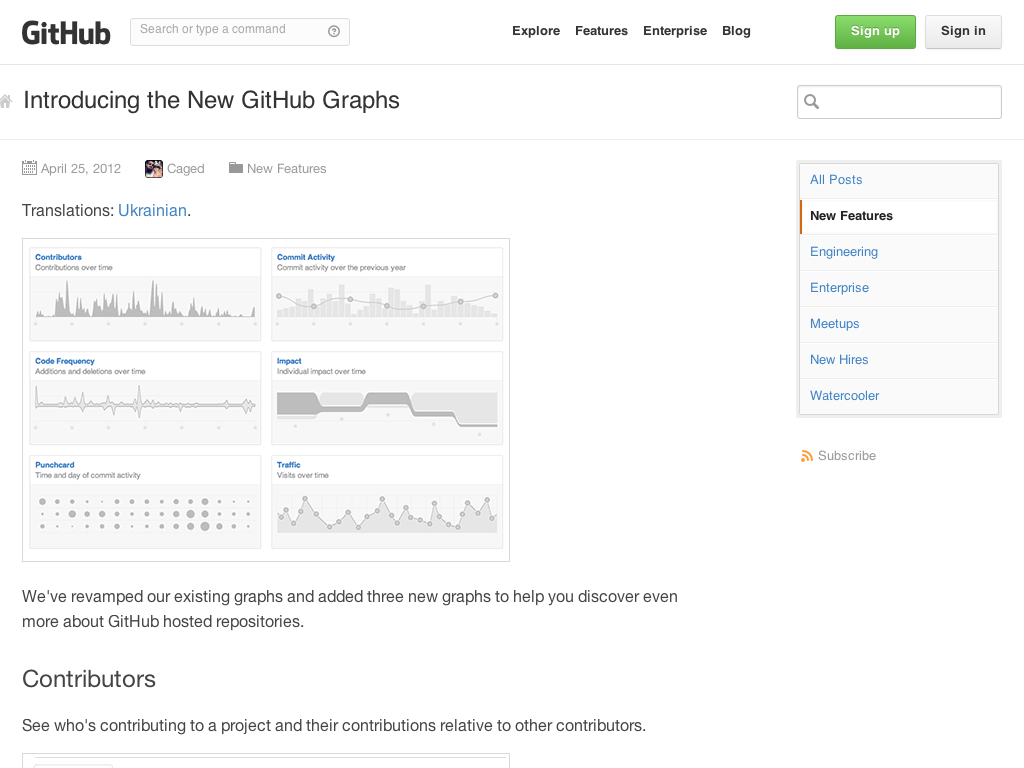 GitHub
Search or type a command
Explore Features Enterprise Blog
Sign up
Sign in
Introducing the New GitHub Graphs
April 25, 2012 Caged New Features
Translations: Ukrainian.
Contributors
Contributions over time
Commit Activity
Commit activity over the previous year
Code Frequency
Additions and deletions over time
Impact
Individual impact over time
Punchcard
Time and day of commit activity
Traffic
Visits over time
We've revamped our existing graphs and added three new graphs to help you discover even
more about GitHub hosted repositories.
Contributors
See who's contributing to a project and their contributions relative to other contributors.
All Posts
New Features
Engineering
Enterprise
Meetups
New Hires
Watercooler
Subscribe